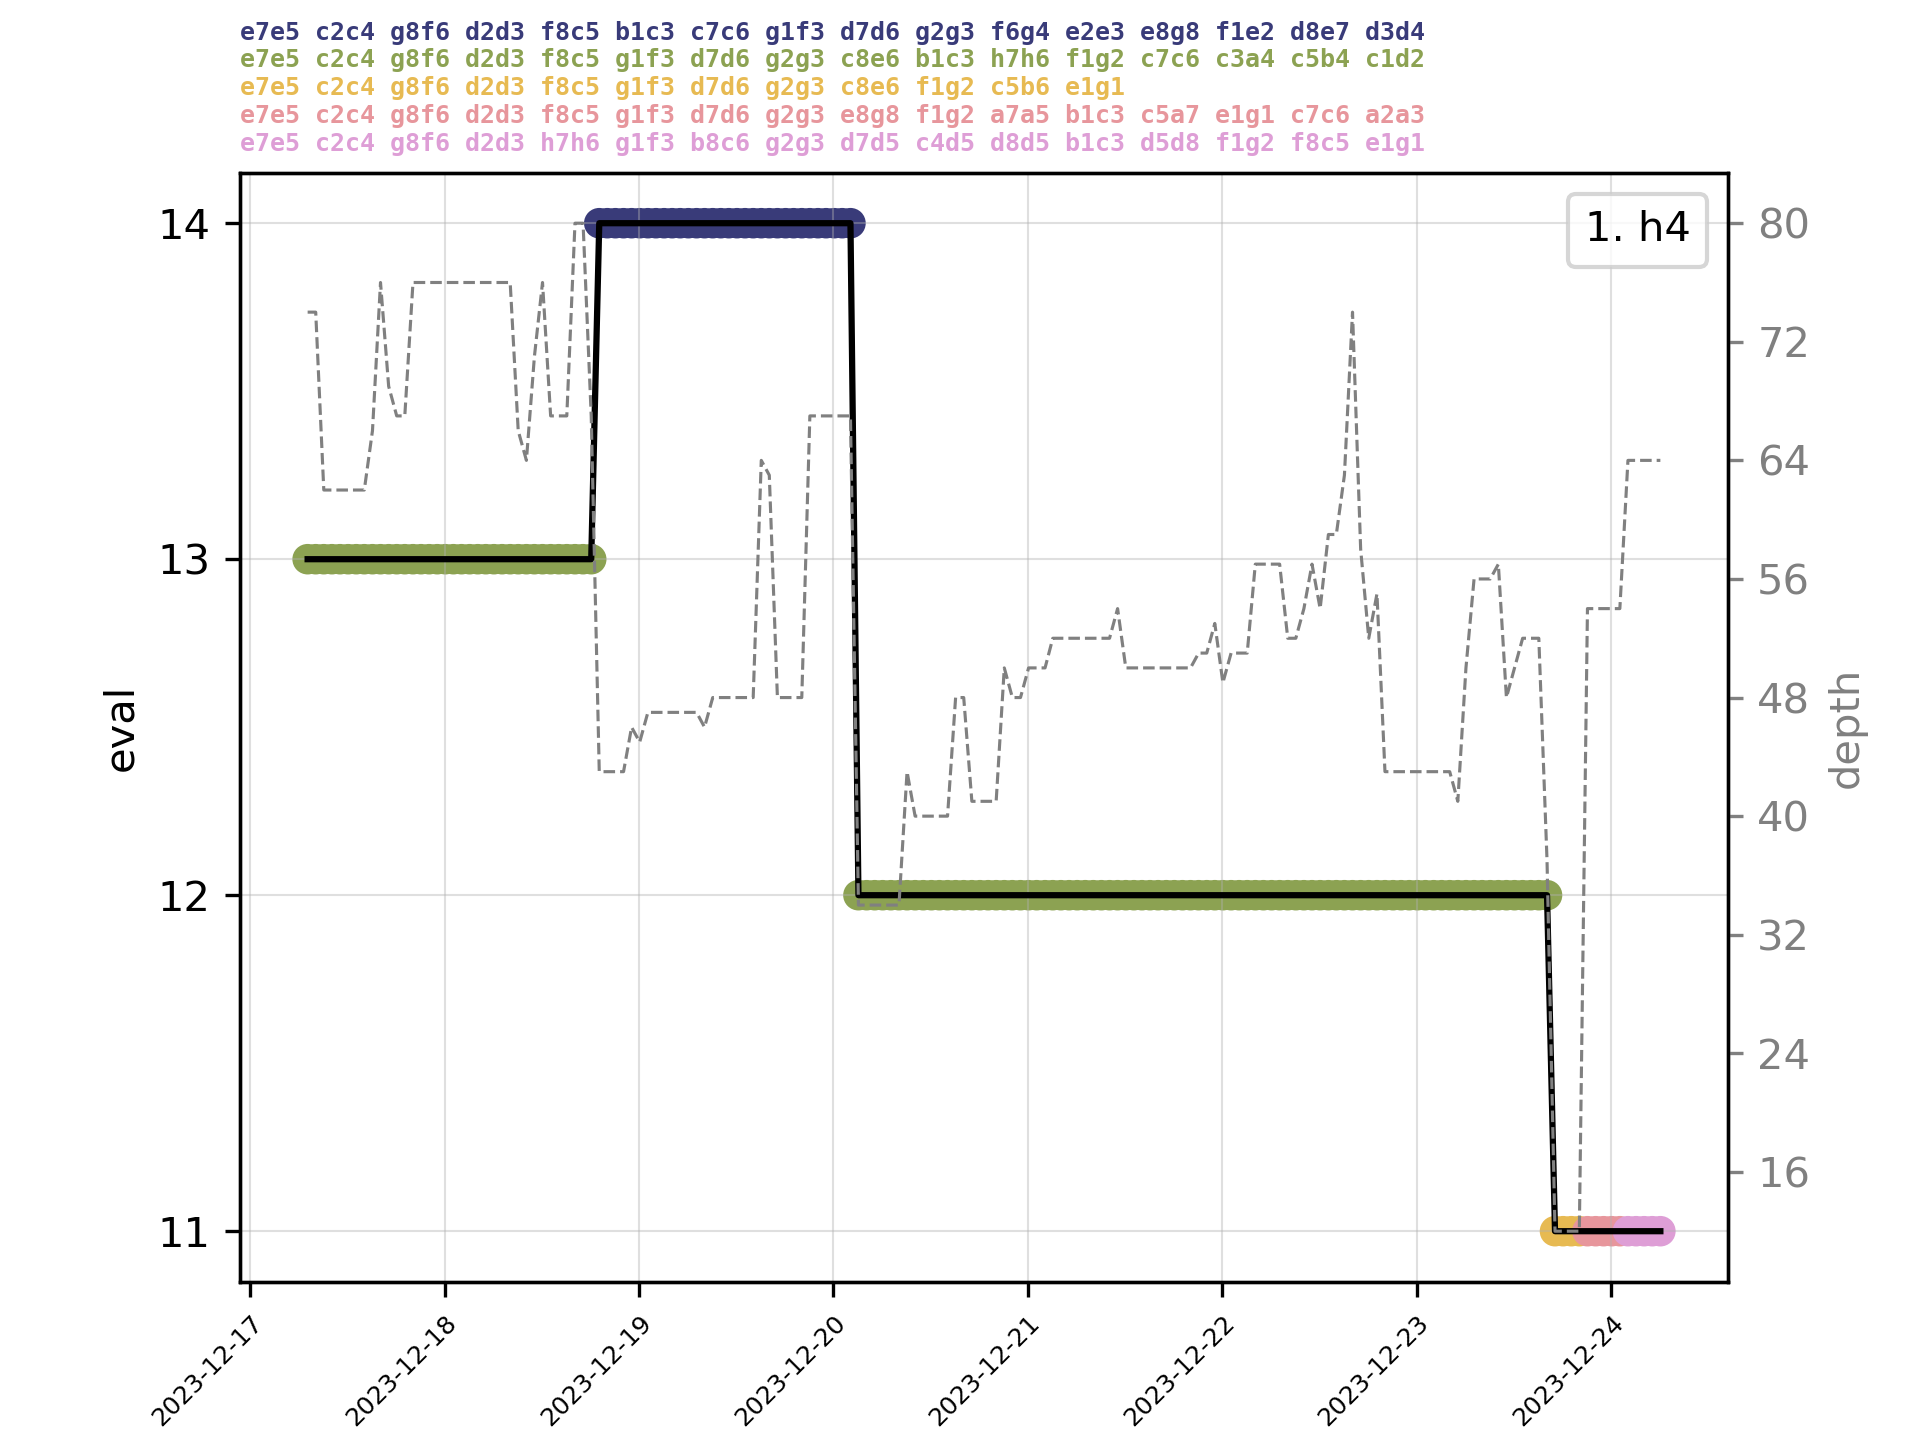 e7e5 c2c4 g8f6 d2d3 f8c5 b1c3 c7c6 g1f3 d7d6 g2g3 f6g4 e2e3 e8g8 f1e2 d8e7 d3d4
e7e5 c2c4 g8f6 d2d3 f8c5 g1f3 d7d6 g2g3 c8e6 b1c3 h7h6 f1g2 c7c6 c3a4 c5b4 c1d2
e7e5 c2c4 g8f6 d2d3 f8c5 g1f3 d7d6 g2g3 c8e6 f1g2 c5b6 e1g1
e7e5 c2c4 g8f6 d2d3 f8c5 g1f3 d7d6 g2g3 e8g8 f1g2 a7a5 b1c3 c5a7 e1g1 c7c6 a2a3
e7e5 c2c4 g8f6 d2d3 h7h6 g1f3 b8c6 g2g3 d7d5 c4d5 d8d5 b1c3 d5d8 f1g2 f8c5 e1g1
1. h4
14
13
12
11
eval
80
72
64
56
48
40
32
24
16
depth
2023-12-17
2023-12-18
2023-12-19
2023-12-20
2023-12-21
2023-12-22
2023-12-23
2023-12-24